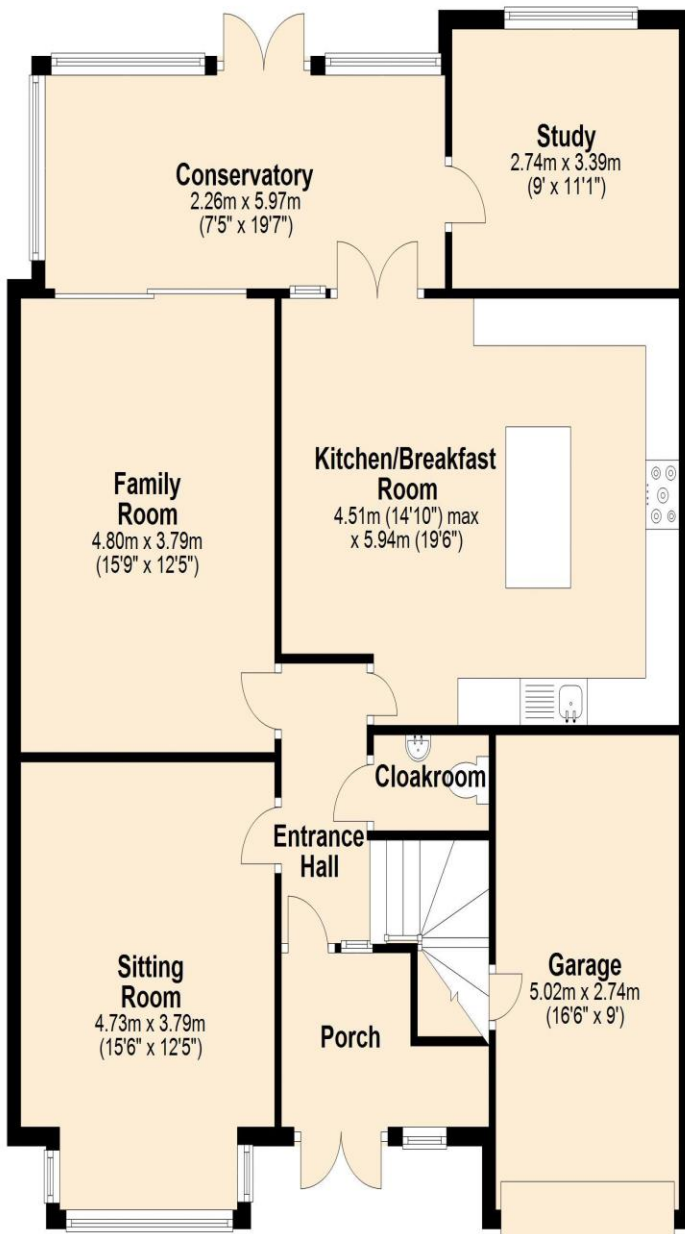 Study
2.74m x 3.39m
(9' x 11'1")
Conservatory
2.26m x 5.97m
(7'5" x 19'7")
Kitchen/Breakfast
Room
4.51m (14'10") max
x 5.94m (19'6")
Family
Room
4.80m x 3.79m
(15'9" x 12'5")
Cloakroom
Entrance
Hall
Sitting
Room
4.73m x 3.79m
(15'6" x 12'5")
Garage
5.02m x 2.74m
(16'6" x 9')
Porch